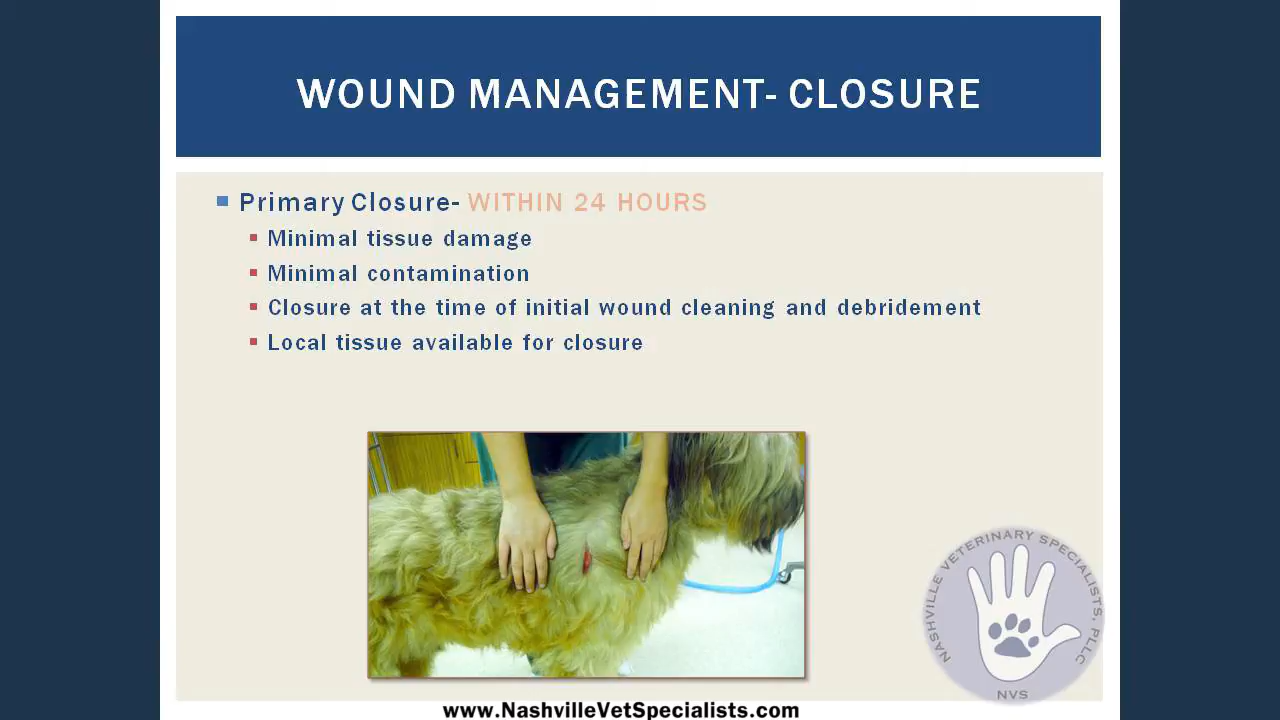 WOUND MANAGEMENT- CLOSURE
Primary Closure- WITHIN 24 HOURS
Minimal tissue damage
Minimal contamination
Closure at the time of initial wound cleaning and debridement
Local tissue available for closure
NASHVILLE VETERINARY SPECIALISTS, PLLC
NVS
www.NashvilleVetSpecialists.com